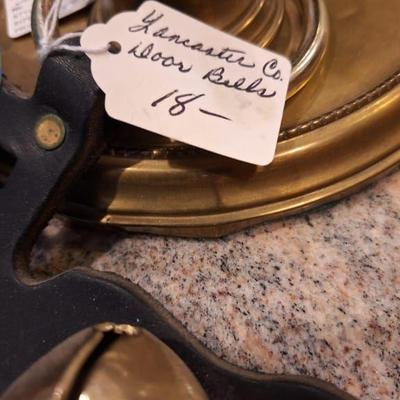 Lancaster Co.
Door Bells
18-